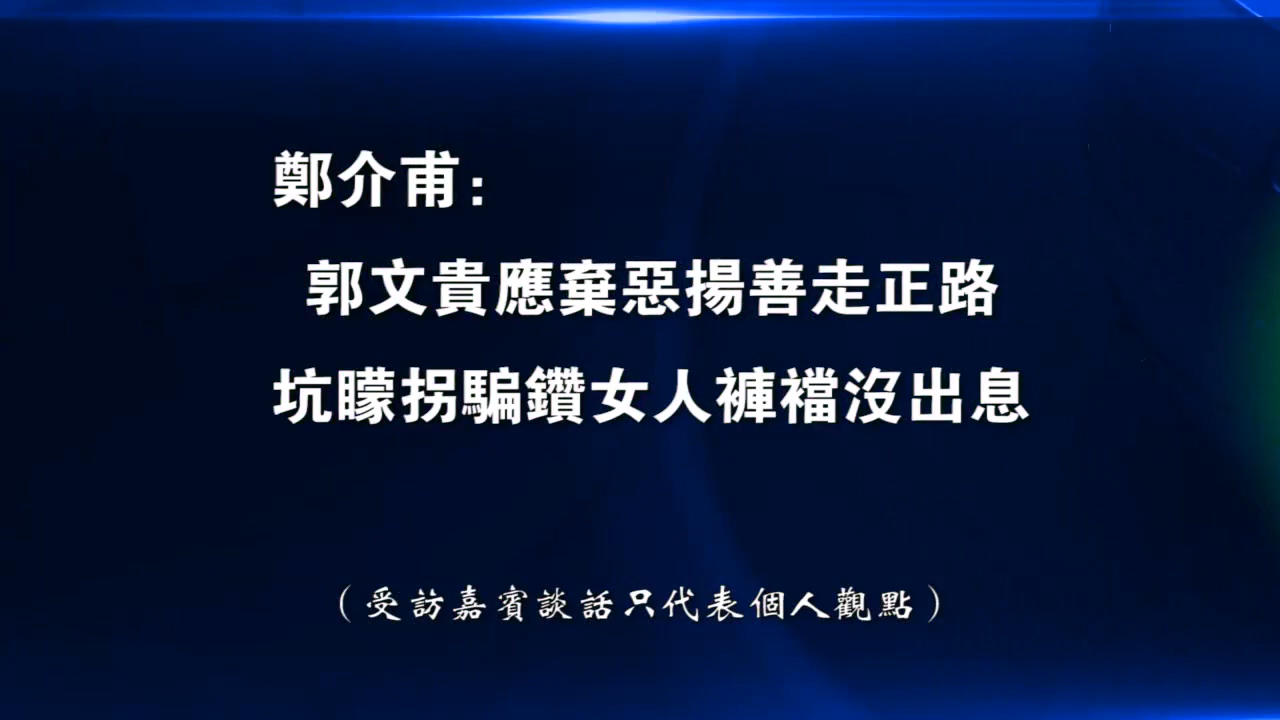 鄭介甫：
郭文貴應棄惡揚善走正路
坑矇拐騙鑽女人褲襠沒出息
（受訪嘉賓談話只代表個人觀點）